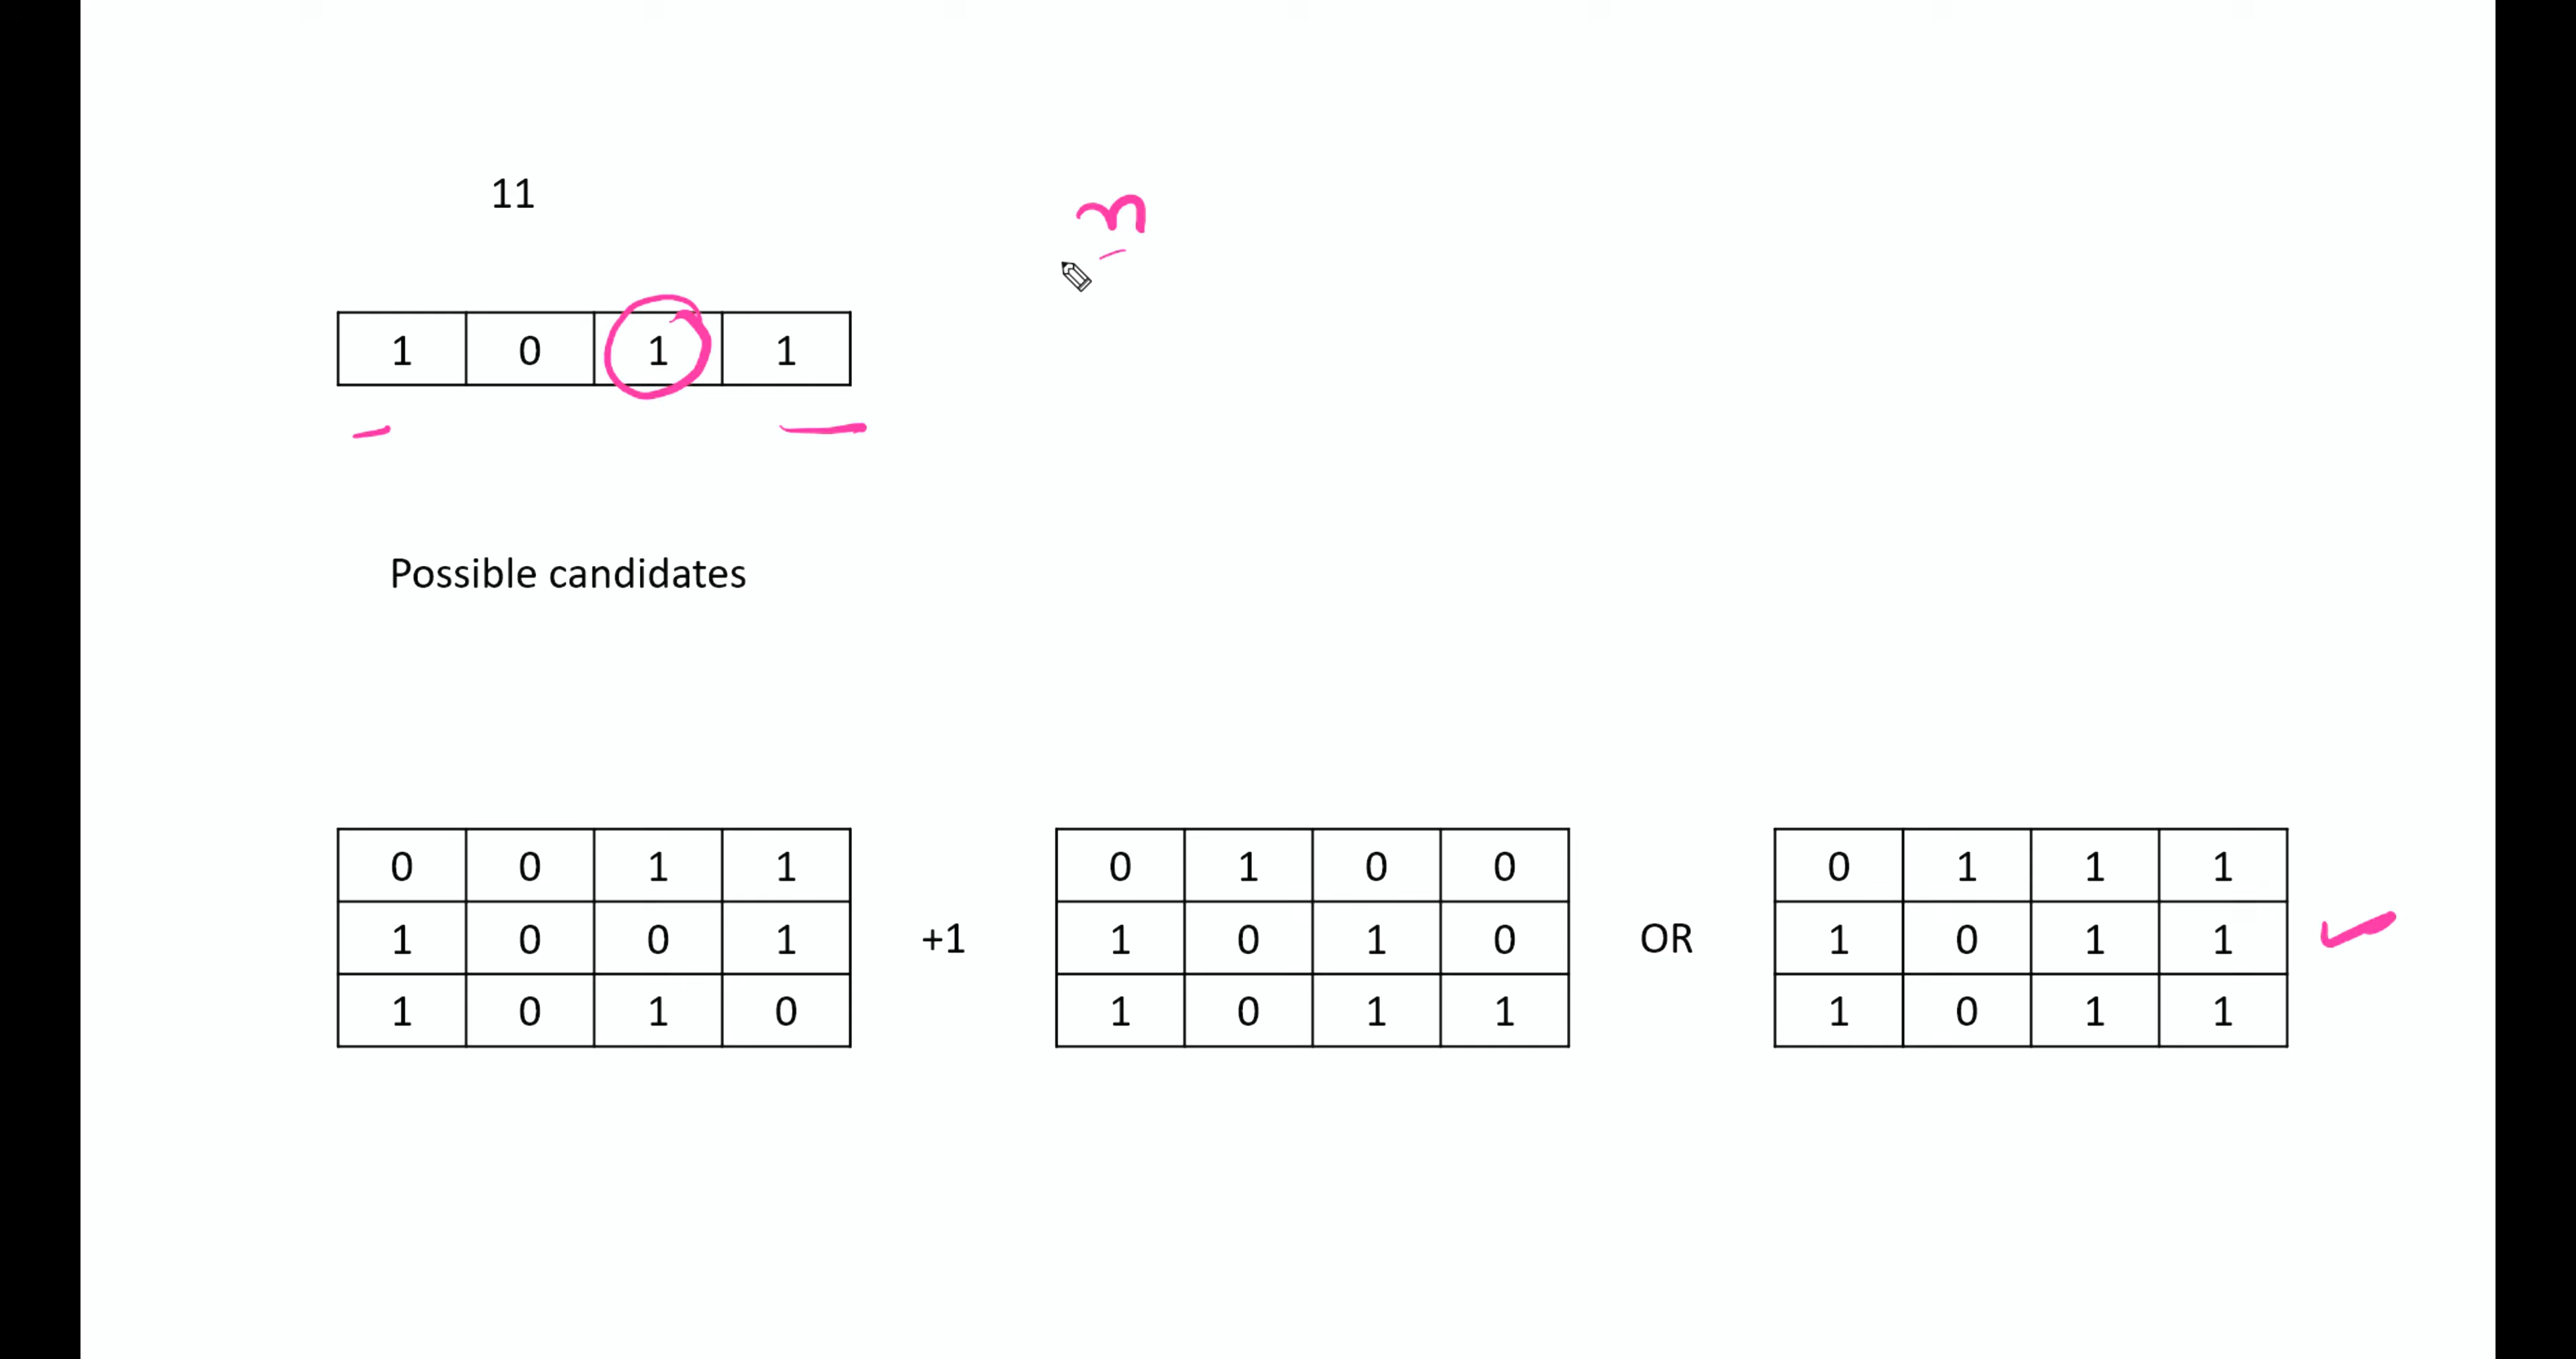 11
n
1 0 1 1
Possible candidates
0 0 1 1
1 0 0 1
1 0 1 0
+1
0 1 0 0
1 0 1 0
1 0 1 1
OR
0 1 1 1
1 0 1 1
1 0 1 1